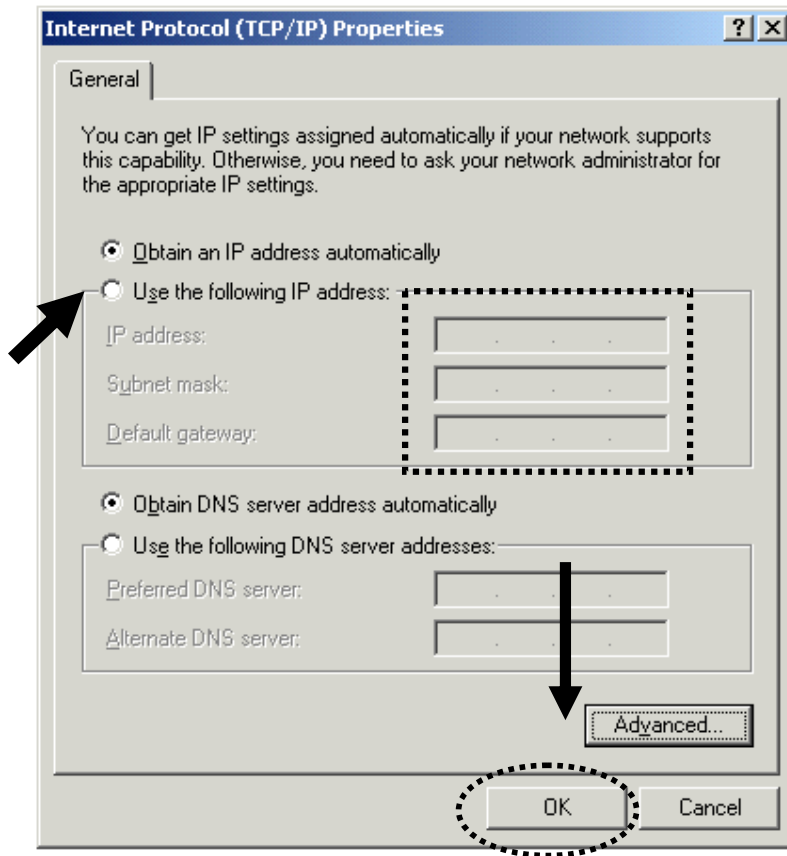 Internet Protocol (TCP/IP) Properties
General
You can get IP settings assigned automatically if your network supports
this capability. Otherwise, you need to ask your network administrator for
the appropriate IP settings.
Obtain an IP address automatically
Use the following IP address:
IP address:
Subnet mask:
Default gateway:
Obtain DNS server address automatically
Use the following DNS server addresses:
Preferred DNS server:
Alternate DNS server:
Advanced...
OK Cancel